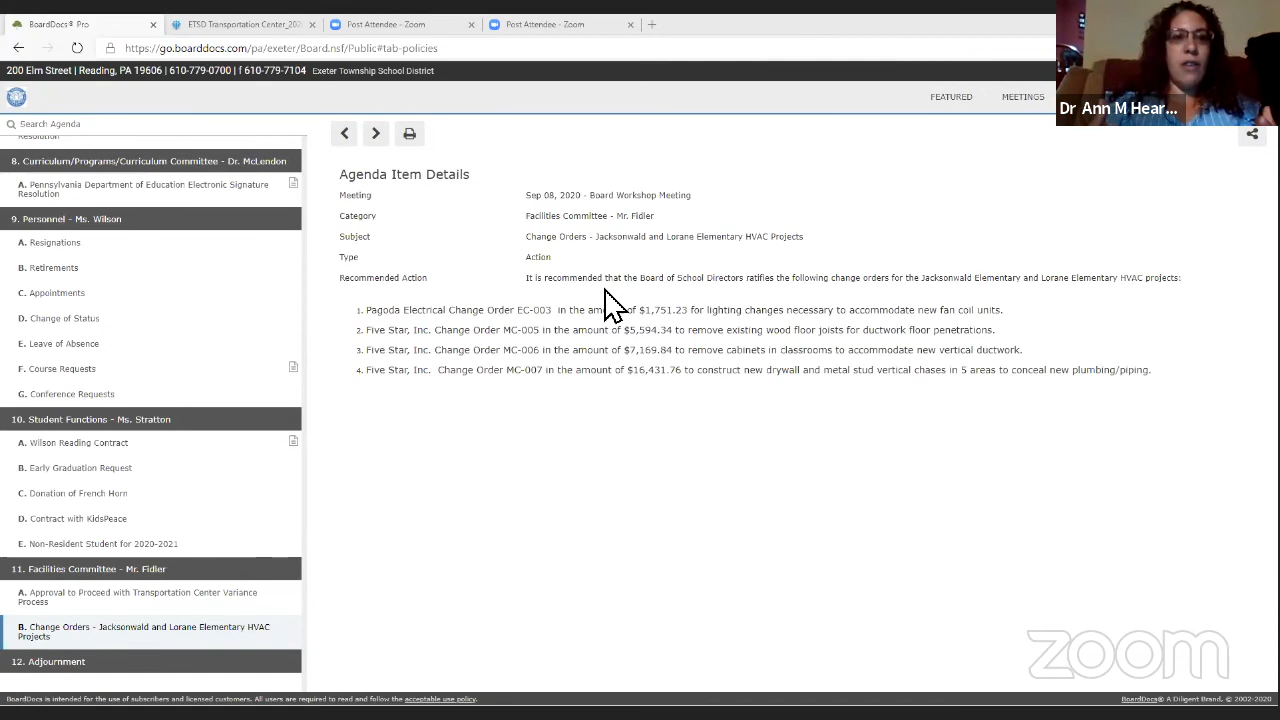 BoardDocs® Pro
ETSD Transportation Center_202
Post Attendee - Zoom
Post Attendee - Zoom
https://go.boarddocs.com/pa/exeter/Board.nsf/Public#tab-policies
200 Elm Street | Reading, PA 19606 | 610-779-0700 | f 610-779-7104 Exeter Township School District
Dr Ann M Hear...
FEATURED
MEETINGS
Search Agenda
Resolution
8. Curriculum/Programs/Curriculum Committee - Dr. McLendon
A. Pennsylvania Department of Education Electronic Signature
Resolution
9. Personnel - Ms. Wilson
A. Resignations
B. Retirements
C. Appointments
D. Change of Status
E. Leave of Absence
F. Course Requests
G. Conference Requests
10. Student Functions - Ms. Stratton
A. Wilson Reading Contract
B. Early Graduation Request
C. Donation of French Horn
D. Contract with KidsPeace
E. Non-Resident Student for 2020-2021
11. Facilities Committee - Mr. Fidler
A. Approval to Proceed with Transportation Center Variance
Process
B. Change Orders - Jacksonwald and Lorane Elementary HVAC
Projects
12. Adjournment
Agenda Item Details
Meeting Sep 08, 2020 - Board Workshop Meeting
Category Facilities Committee - Mr. Fidler
Subject Change Orders - Jacksonwald and Lorane Elementary HVAC Projects
Type Action
Recommended Action It is recommended that the Board of School Directors ratifies the following change orders for the Jacksonwald Elementary and Lorane Elementary HVAC projects:
1. Pagoda Electrical Change Order EC-003 in the of $1,751.23 for lighting changes necessary to accommodate new fan coil units.
2. Five Star, Inc. Change Order MC-005 in the amount of $5,594.34 to remove existing wood floor joists for ductwork floor penetrations.
3. Five Star, Inc. Change Order MC-006 in the amount of $7,169.84 to remove cabinets in classrooms to accommodate new vertical ductwork.
4. Five Star, Inc. Change Order MC-007 in the amount of $16,431.76 to construct new drywall and metal stud vertical chases in 5 areas to conceal new plumbing/piping.
zoom
BoardDocs is intended for the use of subscribers and licensed customers. All users are required to read and follow the acceptable use policy.
BoardDocs® A Diligent Brand, © 2002-2020